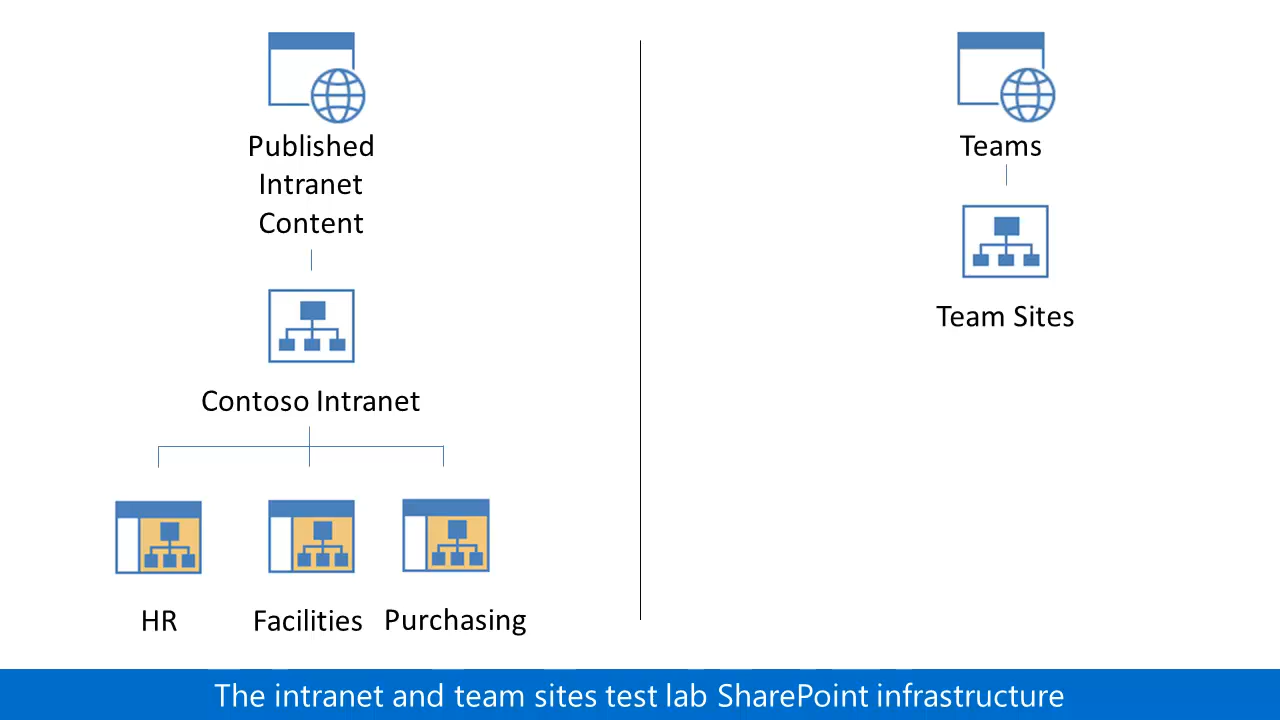 Published
Intranet
Content
Contoso Intranet
HR
Facilities
Purchasing
Teams
Team Sites
The intranet and team sites test lab SharePoint infrastructure